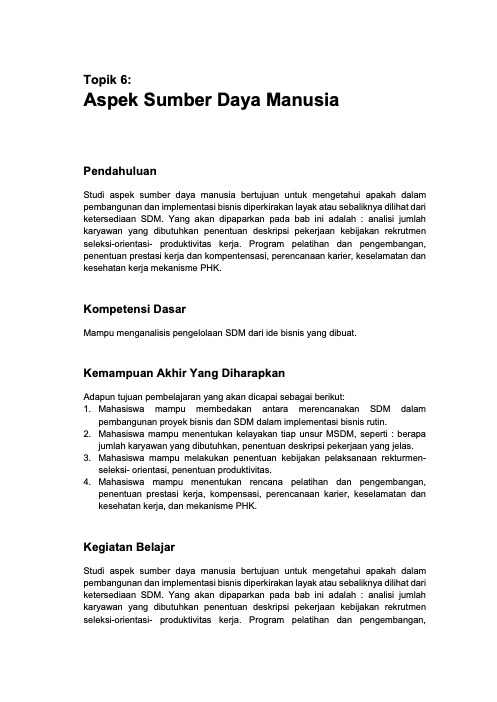 Topik 6:
Aspek Sumber Daya Manusia
Pendahuluan
Studi aspek sumber daya manusia bertujuan untuk mengetahui apakah dalam
pembangunan dan implementasi bisnis diperkirakan layak atau sebaliknya dilihat dari
ketersediaan SDM. Yang akan dipaparkan pada bab ini adalah : analisi jumlah
karyawan yang dibutuhkan penentuan deskripsi pekerjaan kebijakan rekrutmen
seleksi-orientasi- produktivitas kerja. Program pelatihan dan pengembangan,
penentuan prestasi kerja dan kompentensasi, perencanaan karier, keselamatan dan
kesehatan kerja mekanisme PHK.
Kompetensi Dasar
Mampu menganalisis pengelolaan SDM dari ide bisnis yang dibuat.
Kemampuan Akhir Yang Diharapkan
Adapun tujuan pembelajaran yang akan dicapai sebagai berikut:
1. Mahasiswa mampu membedakan antara merencanakan SDM dalam
pembangunan proyek bisnis dan SDM dalam implementasi bisnis rutin.
2. Mahasiswa mampu menentukan kelayakan tiap unsur MSDM, seperti : berapa
jumlah karyawan yang dibutuhkan, penentuan deskripsi pekerjaan yang jelas.
3. Mahasiswa mampu melakukan penentuan kebijakan pelaksanaan rekturmen-
seleksi- orientasi, penentuan produktivitas.
4. Mahasiswa mampu menentukan rencana pelatihan dan pengembangan,
penentuan prestasi kerja, kompensasi, perencanaan karier, keselamatan dan
kesehatan kerja, dan mekanisme PHK.
Kegiatan Belajar
Studi aspek sumber daya manusia bertujuan untuk mengetahui apakah dalam
pembangunan dan implementasi bisnis diperkirakan layak atau sebaliknya dilihat dari
ketersediaan SDM. Yang akan dipaparkan pada bab ini adalah : analisi jumlah
karyawan yang dibutuhkan penentuan deskripsi pekerjaan kebijakan rekrutmen
seleksi-orientasi- produktivitas kerja. Program pelatihan dan pengembangan,